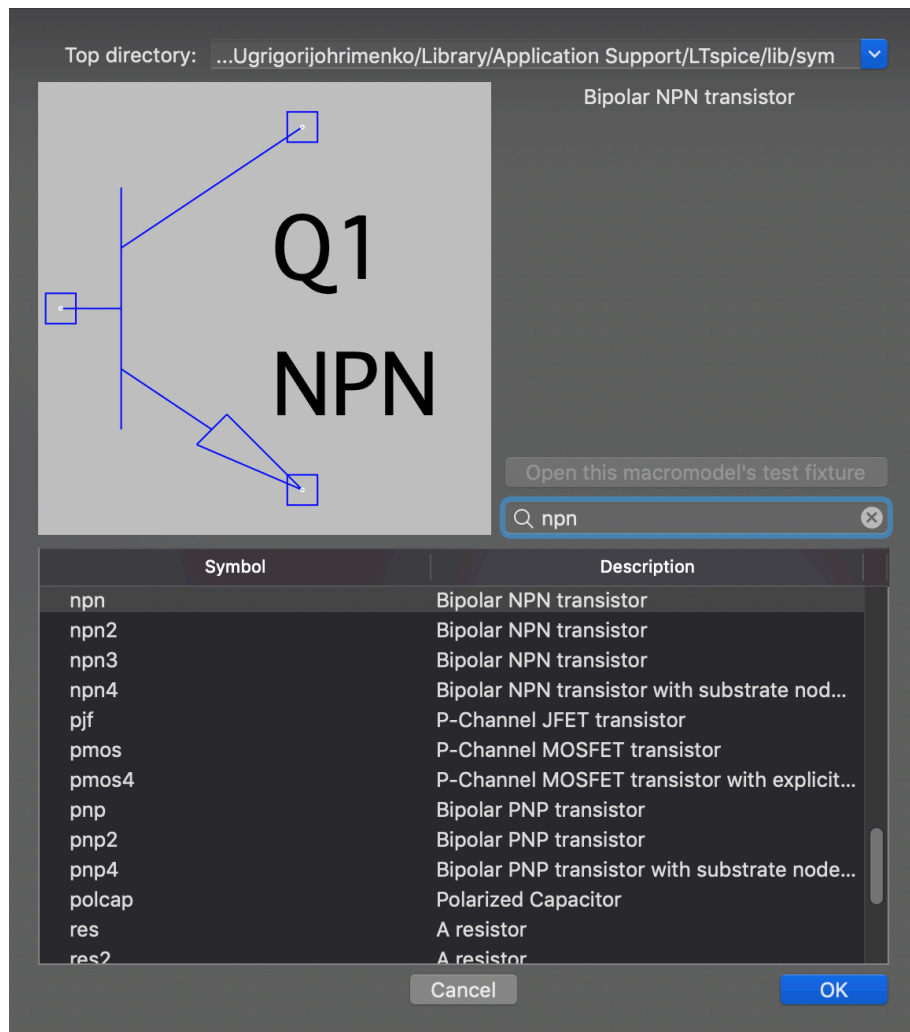 Top directory: ...Ugrigorijohrimenko/Library/Application Support/LTspice/lib/sym
Bipolar NPN transistor
Q1
NPN
Open this macromodel's test fixture
npn
Symbol Description
npn Bipolar NPN transistor
npn2 Bipolar NPN transistor
npn3 Bipolar NPN transistor
npn4 Bipolar NPN transistor with substrate nod...
pjf P-Channel JFET transistor
pmos P-Channel MOSFET transistor
pmos4 P-Channel MOSFET transistor with explicit...
pnp Bipolar PNP transistor
pnp2 Bipolar PNP transistor
pnp4 Bipolar PNP transistor with substrate node...
polcap Polarized Capacitor
res A resistor
res2 A resistor
Cancel OK